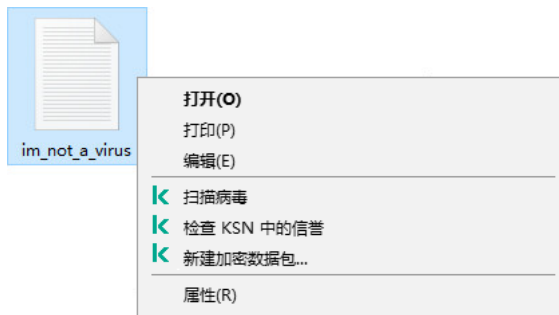 im_not_a_virus
打开(O)
打印(P)
编辑(E)
扫描病毒
检查 KSN 中的信誉
新建加密数据包...
属性(R)